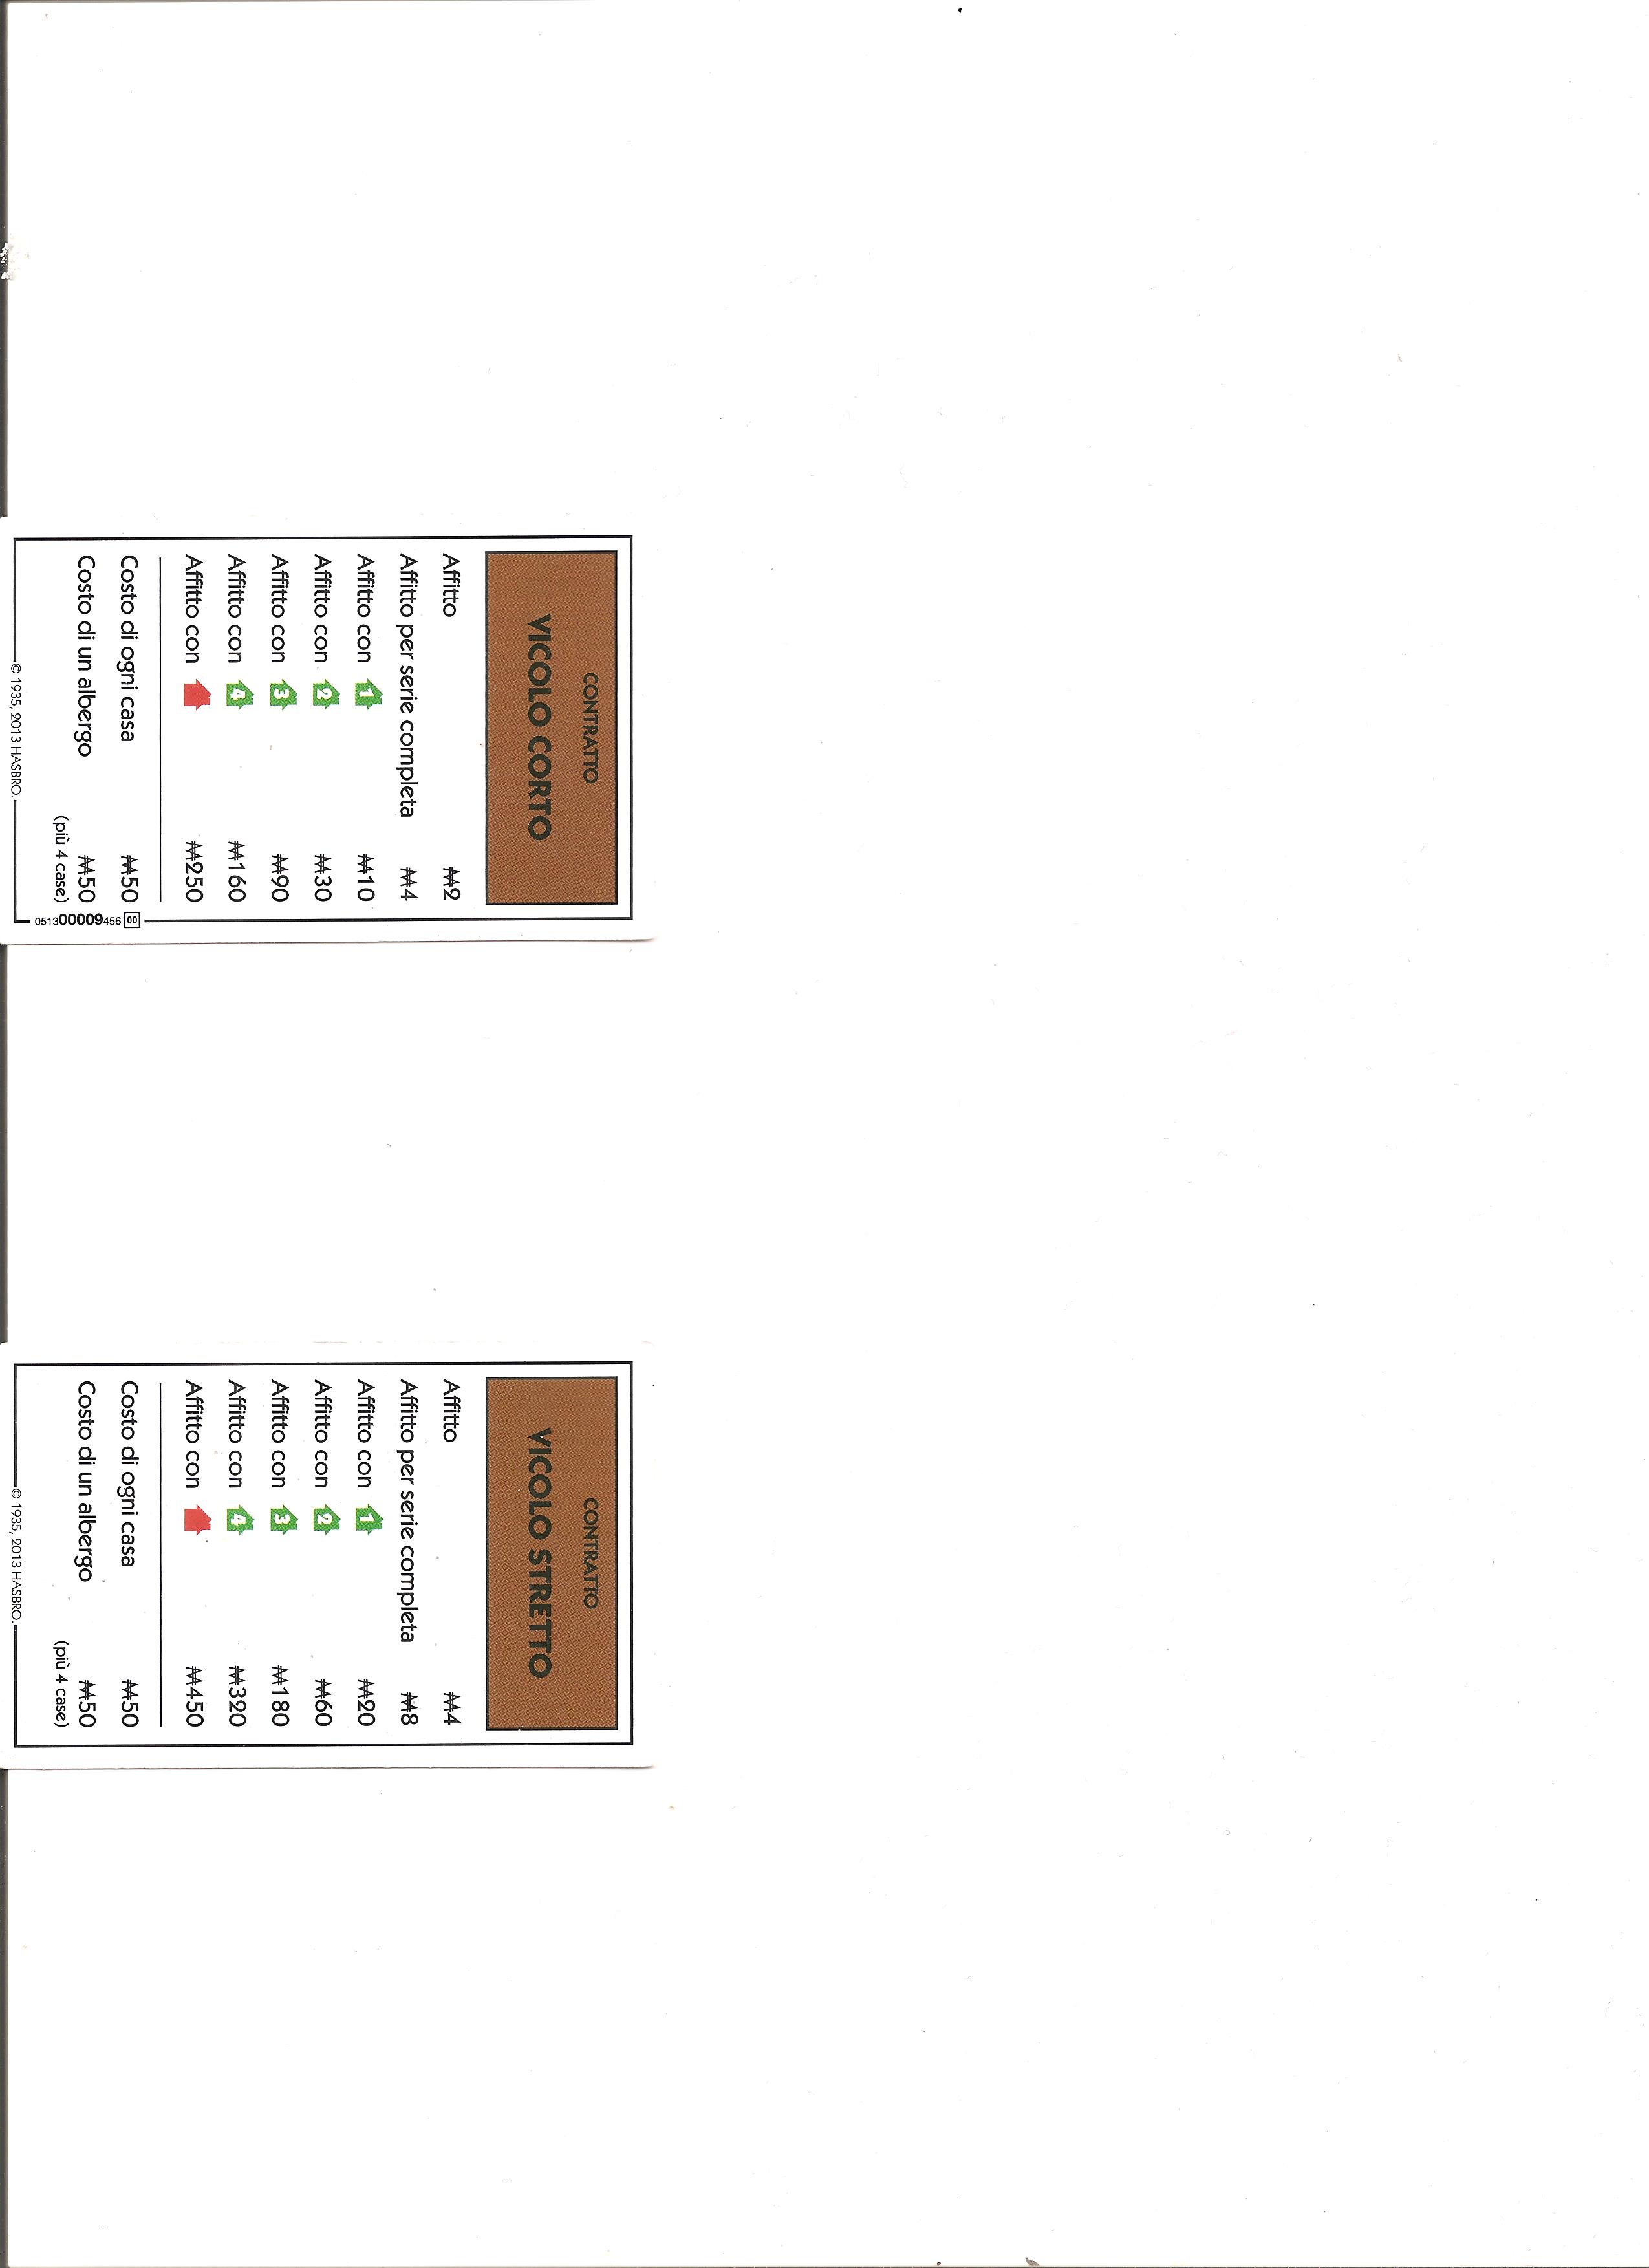 CONTRATTO
VICOLO CORTO
Affitto ₩2
Affitto per serie completa ₩4
Affitto con 1 ₩10
Affitto con 2 ₩30
Affitto con 3 ₩90
Affitto con 4 ₩160
Affitto con ₩250
Costo di ogni casa ₩50
Costo di un albergo ₩50
(più 4 case)
© 1935, 2013 HASBRO.
051300009456 00
CONTRATTO
VICOLO STRETTO
Affitto ₩4
Affitto per serie completa ₩8
Affitto con 1 ₩20
Affitto con 2 ₩60
Affitto con 3 ₩180
Affitto con 4 ₩320
Affitto con ₩450
Costo di ogni casa ₩50
Costo di un albergo ₩50
(più 4 case)
© 1935, 2013 HASBRO.